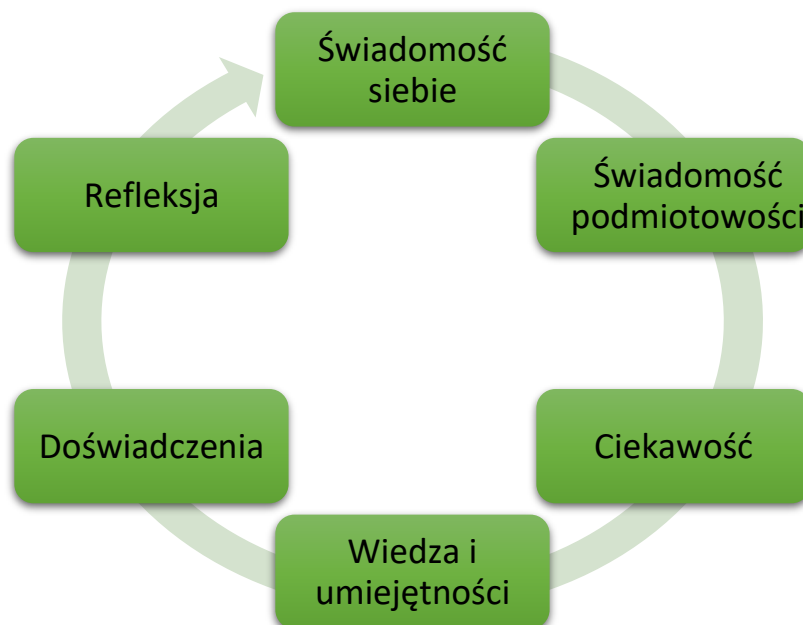 Świadomość
siebie
Świadomość
podmiotowości
Ciekawość
Wiedza i
umiejętności
Doświadczenia
Refleksja